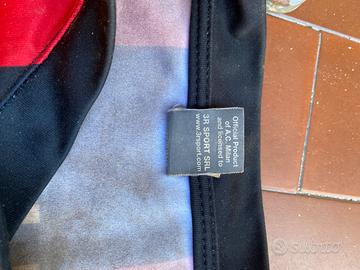 Official Product
of A.C. Milan
and licensed to
3R SPORT SRL
www.3rsport.com
subito